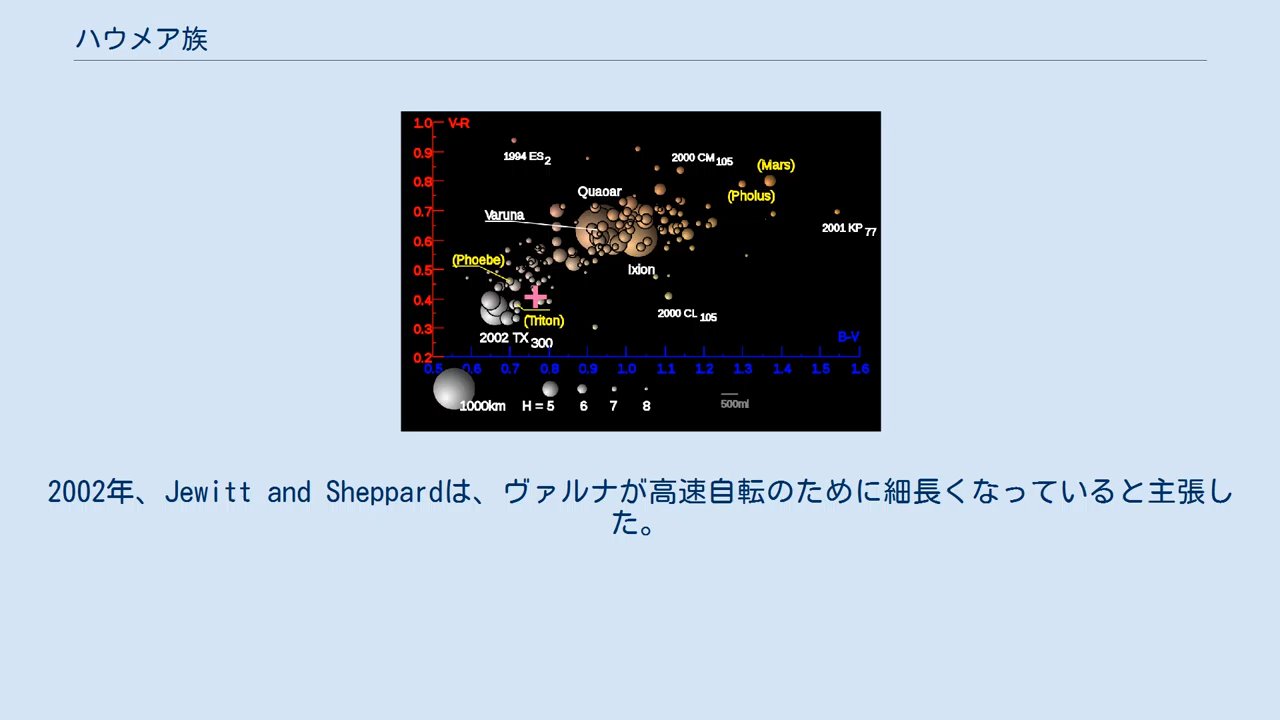 ハウメア族
1.0 V-R
0.9
1994 ES2
2000 CM105
(Mars)
0.8
Quaoar
(Pholus)
0.7
Varuna
2001 KP77
0.6
(Phoebe)
0.5
Ixion
0.4
2000 CL105
(Triton)
0.3
2002 TX300
B-V
0.2
0.5 0.6 0.7 0.8 0.9 1.0 1.1 1.2 1.3 1.4 1.5 1.6
1000km H = 5 6 7 8 500ml
2002年、Jewitt and Sheppardは、ヴァルナが高速自転のために細長くなっていると主張し
た。